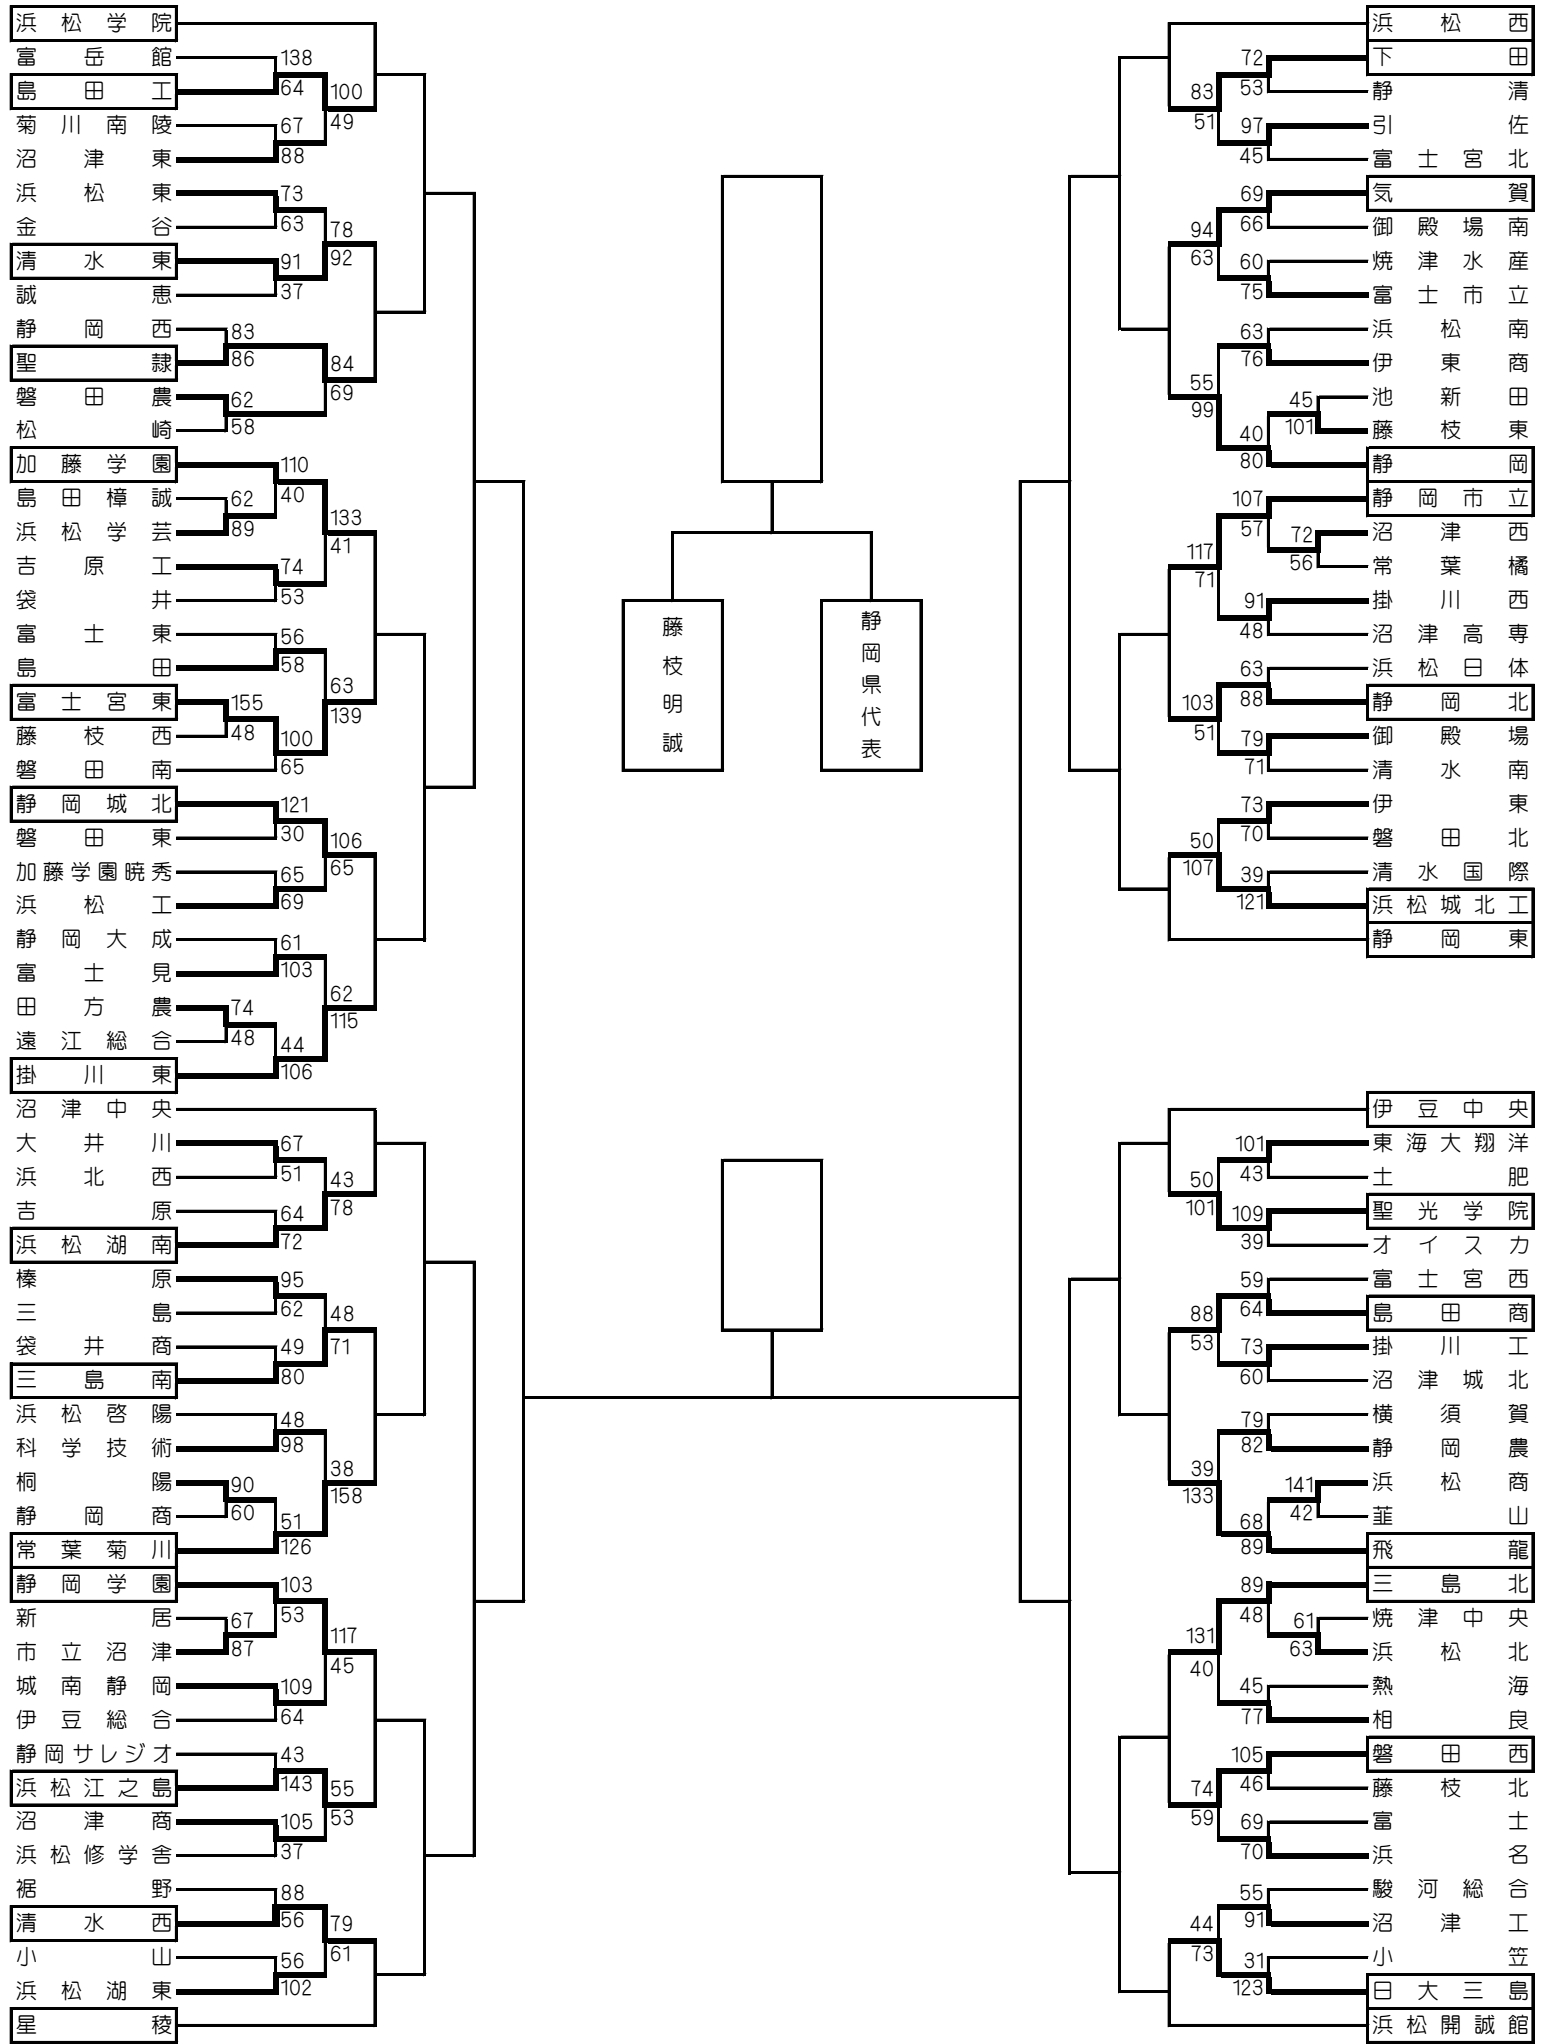 浜松学院
富岳館
138
島田工
64
100
菊川南陵
67
49
沼津東
88
浜松東
73
金谷
63
78
清水東
91
92
誠恵
37
静岡西
83
聖隷
86
84
磐田農
62
69
松崎
58
加藤学園
110
島田樟誠
62
40
浜松学芸
89
133
41
吉原工
74
袋井
53
富士東
56
島田
58
富士宮東
155
63
139
藤枝西
48
100
磐田南
65
静岡城北
121
磐田東
30
106
加藤学園暁秀
65
65
浜松工
69
静岡大成
61
富士見
103
田方農
74
62
115
遠江総合
48
44
掛川東
106
沼津中央
大井川
67
浜北西
51
43
吉原
64
78
浜松湖南
72
榛原
95
三島
62
48
袋井商
49
71
三島南
80
浜松啓陽
48
科学技術
98
桐陽
90
38
158
静岡商
60
51
常葉菊川
126
静岡学園
103
新居
67
53
市立沼津
87
117
45
城南静岡
109
伊豆総合
64
静岡サレジオ
43
浜松江之島
143
55
沼津商
105
53
浜松修学舎
37
裾野
88
清水西
56
79
小山
56
61
浜松湖東
102
星稜
藤枝明誠
静岡県代表
浜松西
72
下田
83
53
静清
51
97
引佐
45
富士宮北
69
気賀
94
66
御殿場南
63
60
焼津水産
75
富士市立
63
浜松南
76
伊東商
55
99
45
池新田
40
101
藤枝東
80
静岡
107
静岡市立
57
72
沼津西
117
71
56
常葉橘
91
掛川西
48
沼津高専
63
浜松日体
103
88
静岡北
51
79
御殿場
71
清水南
73
伊東
50
70
磐田北
107
39
清水国際
121
浜松城北工
静岡東
伊豆中央
101
東海大翔洋
50
43
土肥
101
109
聖光学院
39
オイスカ
59
富士宮西
88
64
島田商
53
73
掛川工
60
沼津城北
79
横須賀
82
静岡農
39
133
141
浜松商
68
42
韮山
89
飛龍
89
三島北
48
61
焼津中央
131
40
63
浜松北
45
熱海
77
相良
105
磐田西
74
46
藤枝北
59
69
富士
70
浜名
55
駿河総合
44
91
沼津工
73
31
小笠
123
日大三島
浜松開誠館